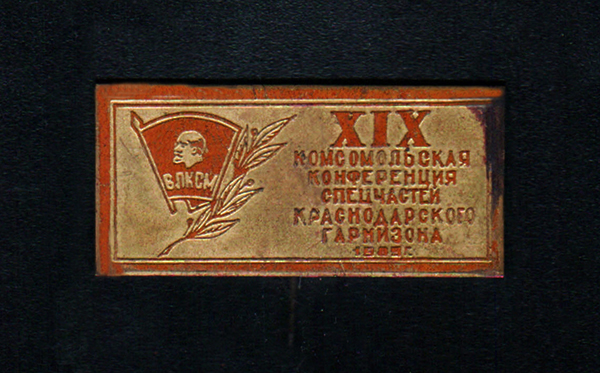 ВЛКСМ
XIX
КОМСОМОЛЬСКАЯ
КОНФЕРЕНЦИЯ
СПЕЦЧАСТЕЙ
КРАСНОДАРСКОГО
ГАРНИЗОНА